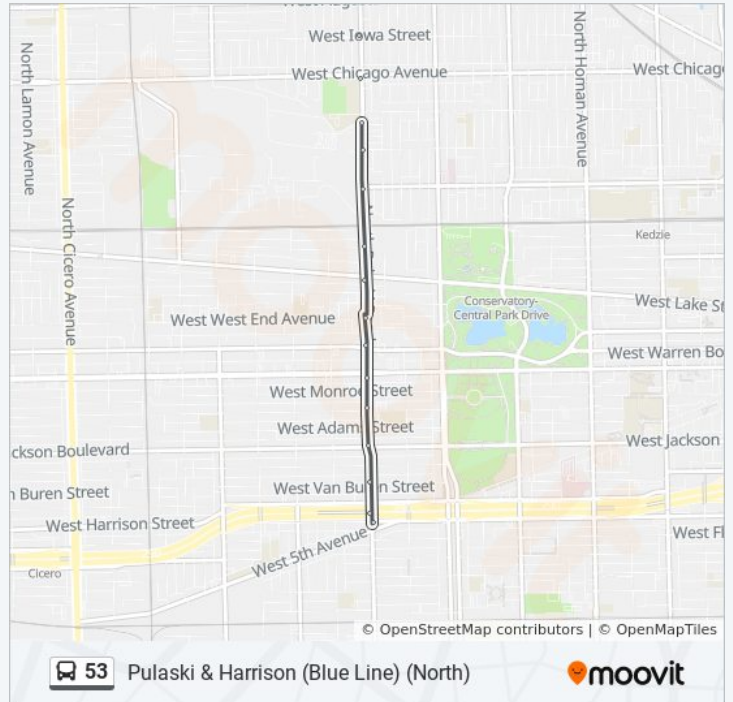 West Iowa Street
West Chicago Avenue
West Chicag
North Lamon Avenue
North Homan Avenue
North Cicero Avenue
Kedzie
Conservatory-
Central Park Drive
West Lake St
West West End Avenue
West Warren Bo
West Monroe Street
West Adams Street
ckson Boulevard
West Jackson
West Van Buren Street
n Buren Street
West Harrison Street
West Fl
West 5th Avenue
Cicero
© OpenStreetMap contributors | © OpenMapTiles
53 Pulaski & Harrison (Blue Line) (North)
moovit